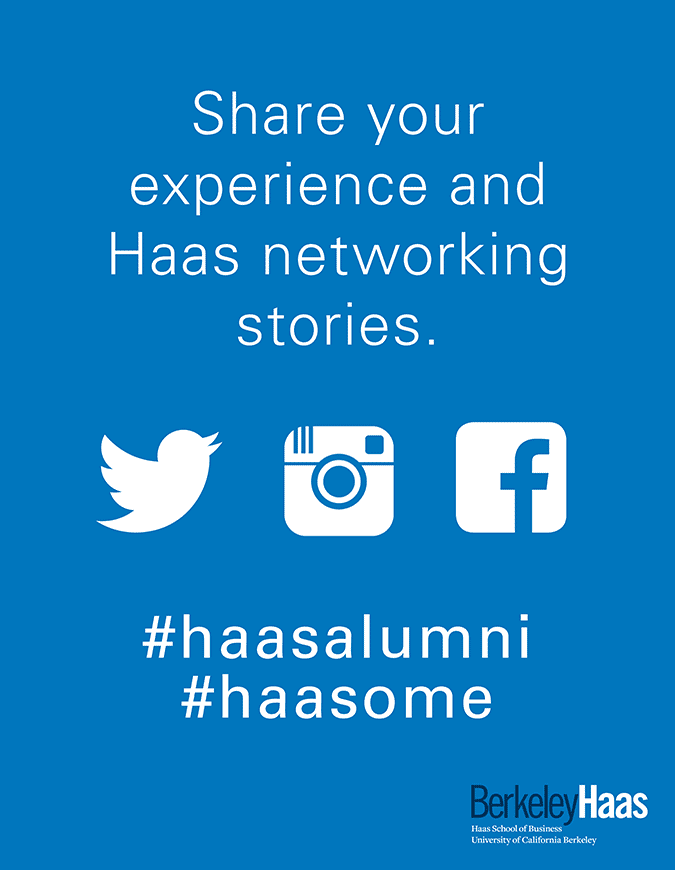 Share your
experience and
Haas networking
stories.
#haasalumni
#haasome
BerkeleyHaas
Haas School of Business
University of California Berkeley